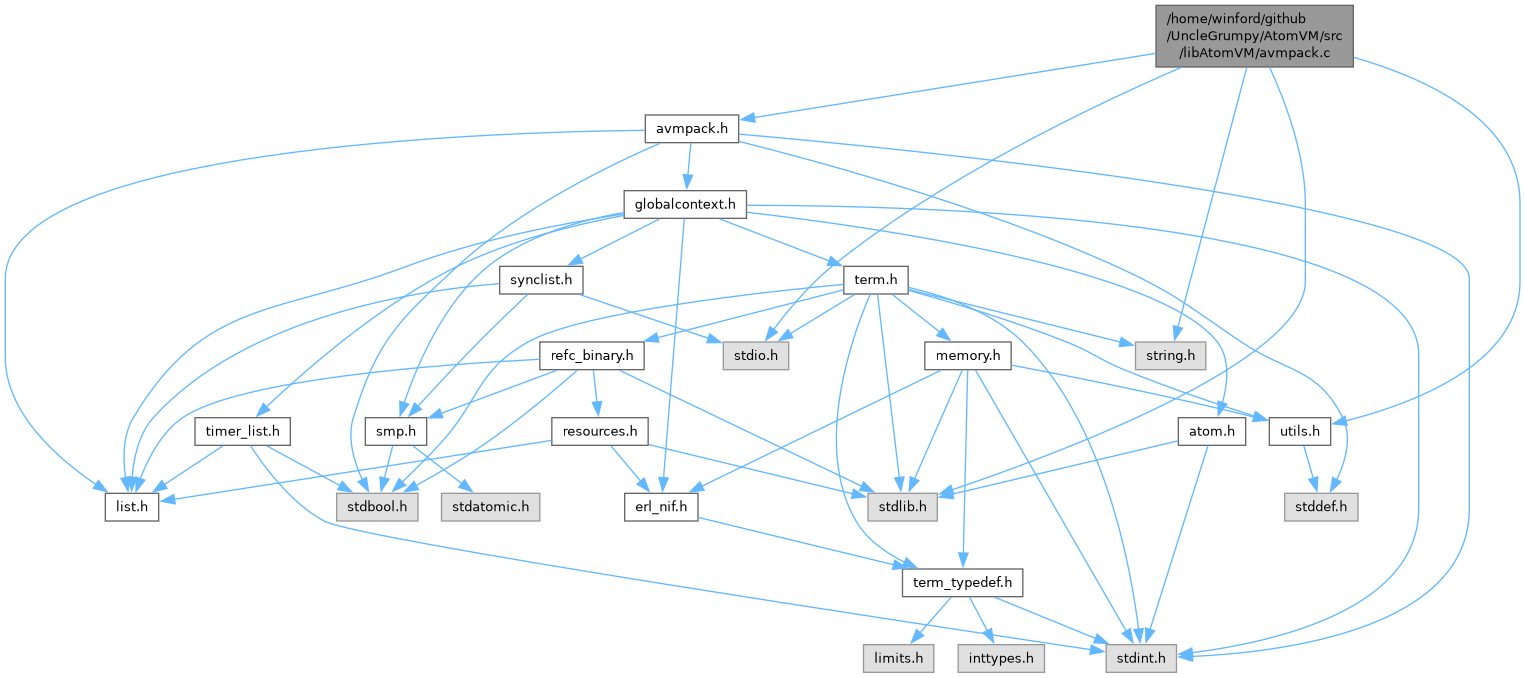 /home/winford/github
/UncleGrumpy/AtomVM/src
/libAtomVM/avmpack.c
avmpack.h
globalcontext.h
synclist.h
term.h
refc_binary.h
stdio.h
memory.h
string.h
timer_list.h
smp.h
resources.h
atom.h
utils.h
list.h
stdbool.h
stdatomic.h
erl_nif.h
stdlib.h
stddef.h
term_typedef.h
limits.h
inttypes.h
stdint.h